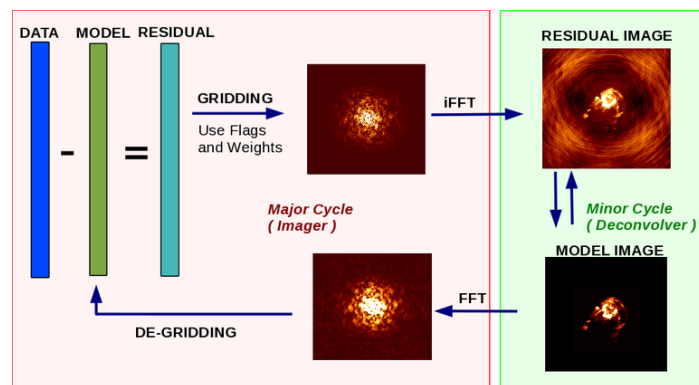 DATA MODEL RESIDUAL
- =
GRIDDING
Use Flags
and Weights
iFFT
RESIDUAL IMAGE
Major Cycle
( Imager )
Minor Cycle
( Deconvolver )
MODEL IMAGE
FFT
DE-GRIDDING